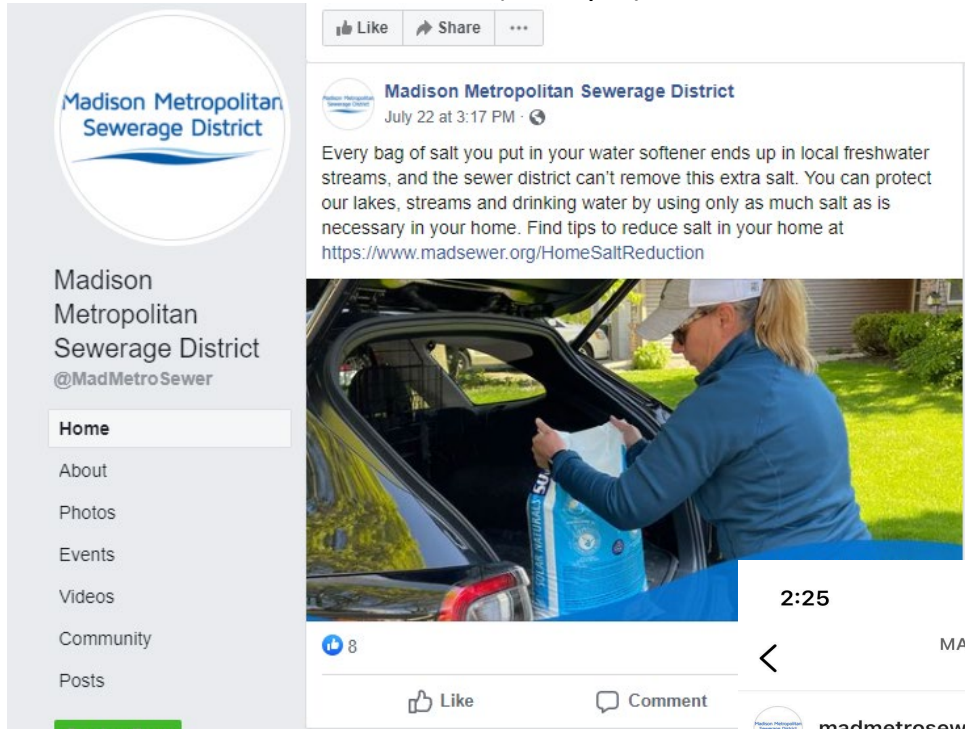 Like
Share
...
Madison Metropolitan
Sewerage District
Madison Metropolitan Sewerage District
July 22 at 3:17 PM ·
Every bag of salt you put in your water softener ends up in local freshwater
streams, and the sewer district can't remove this extra salt. You can protect
our lakes, streams and drinking water by using only as much salt as is
necessary in your home. Find tips to reduce salt in your home at
https://www.madsewer.org/HomeSaltReduction
Madison
Metropolitan
Sewerage District
@MadMetroSewer
Home
About
Photos
Events
Videos
Community
Posts
SOLAR NATURALS
8
Like
Comment
2:25
MA
madmetrosew